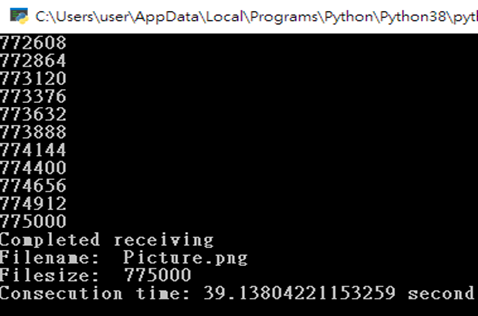 C:\Users\user\AppData\Local\Programs\Python\Python38\pyt
772608
772864
773120
773376
773632
773888
774144
774400
774656
774912
775000
Completed receiving
Filename:  Picture.png
Filesize:  775000
Consecution time: 39.13804221153259 second